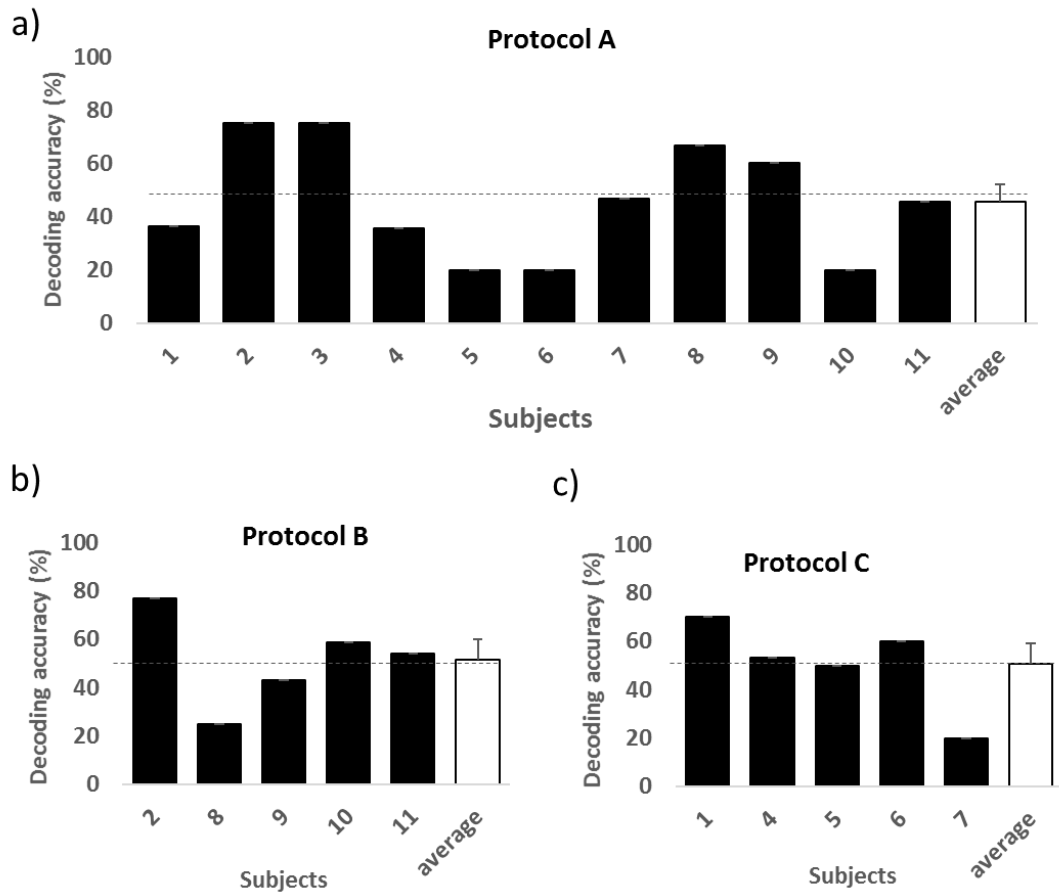 a)
Protocol A
Decoding accuracy (%)
100
80
60
40
20
0
1 2 3 4 5 6 7 8 9 10 11 average
Subjects
b)
Protocol B
Decoding accuracy (%)
100
80
60
40
20
0
2 8 9 10 11 average
Subjects
c)
Protocol C
Decoding accuracy (%)
100
80
60
40
20
0
1 4 5 6 7 average
Subjects